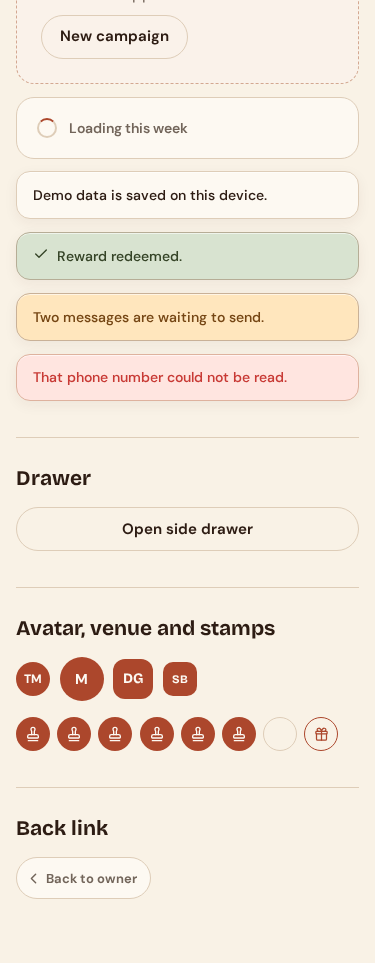 New campaign
Loading this week
Demo data is saved on this device.
Reward redeemed.
Two messages are waiting to send.
That phone number could not be read.
Drawer
Open side drawer
Avatar, venue and stamps
TM M DG SB
Back link
Back to owner